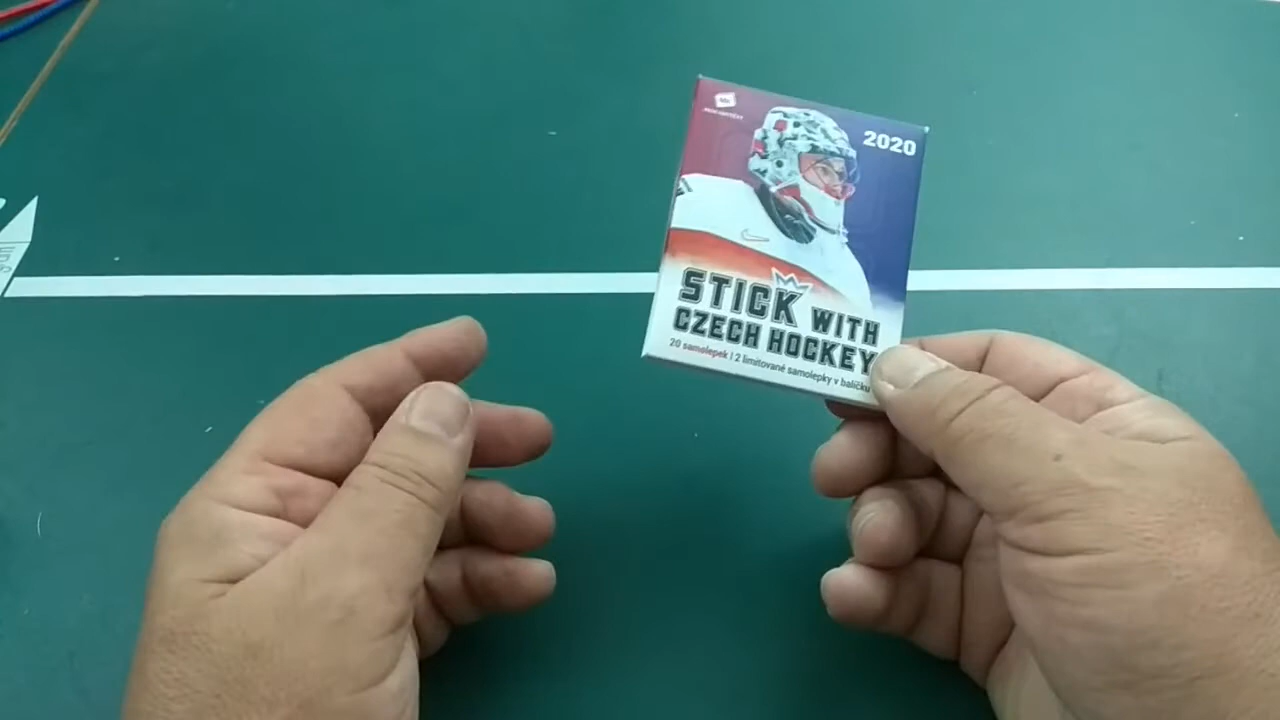 2020
STICK WITH
CZECH HOCKEY
20 samolepek | 2 limitované samolepky v balíčku